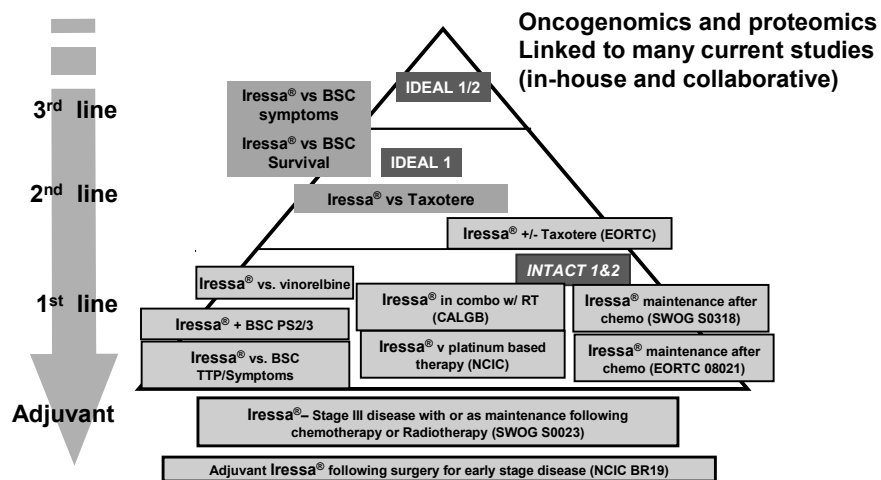 Oncogenomics and proteomics
Linked to many current studies
(in-house and collaborative)
3rd line
Iressa® vs BSC
symptoms
IDEAL 1/2
Iressa® vs BSC
Survival
IDEAL 1
2nd line
Iressa® vs Taxotere
Iressa® +/- Taxotere (EORTC)
INTACT 1&2
1st line
Iressa® vs. vinorelbine
Iressa® in combo w/ RT
(CALGB)
Iressa® maintenance after
chemo (SWOG S0318)
Iressa® + BSC PS2/3
Iressa® v platinum based
therapy (NCIC)
Iressa® maintenance after
chemo (EORTC 08021)
Iressa® vs. BSC
TTP/Symptoms
Adjuvant
Iressa®– Stage III disease with or as maintenance following
chemotherapy or Radiotherapy (SWOG S0023)
Adjuvant Iressa® following surgery for early stage disease (NCIC BR19)